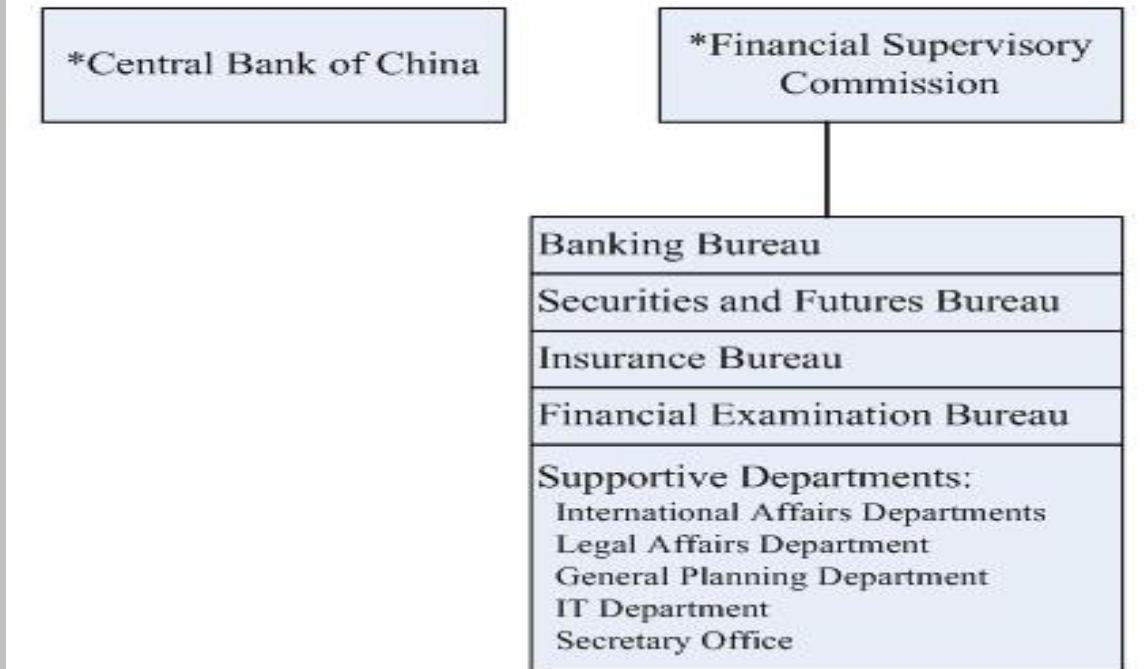 *Central Bank of China
*Financial Supervisory
Commission
Banking Bureau
Securities and Futures Bureau
Insurance Bureau
Financial Examination Bureau
Supportive Departments:
International Affairs Departments
Legal Affairs Department
General Planning Department
IT Department
Secretary Office